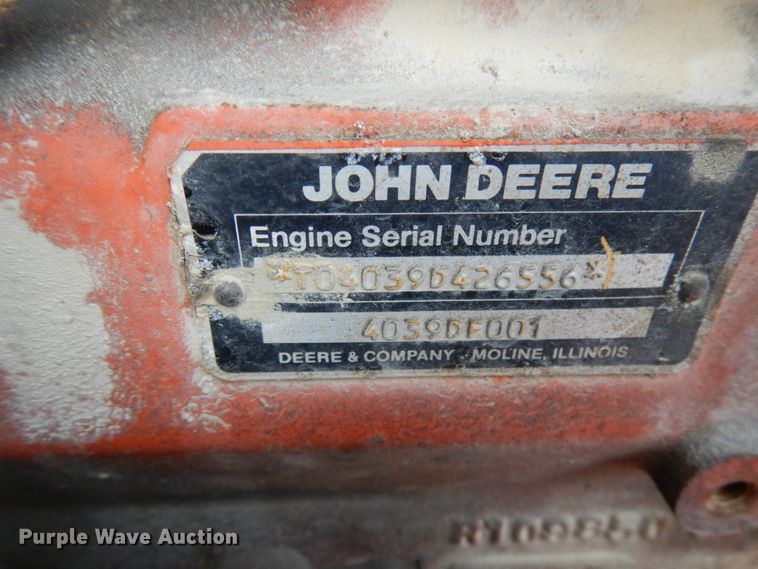 JOHN DEERE
Engine Serial Number
*T04039D426556*
4039DF001
DEERE & COMPANY - MOLINE, ILLINOIS
Purple Wave Auction®